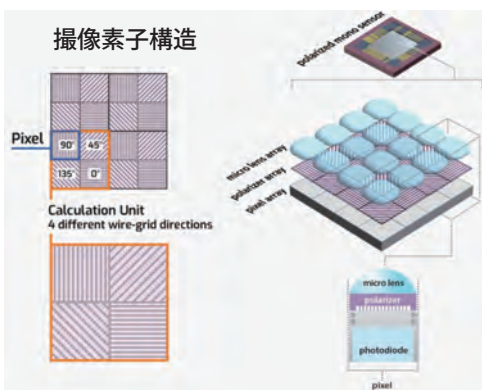 撮像素子構造
Pixel
90° 45°
135° 0°
Calculation Unit
4 different wire-grid directions
polarized mono sensor
micro lens array
polarizer array
pixel array
micro lens
polarizer
photodiode
pixel